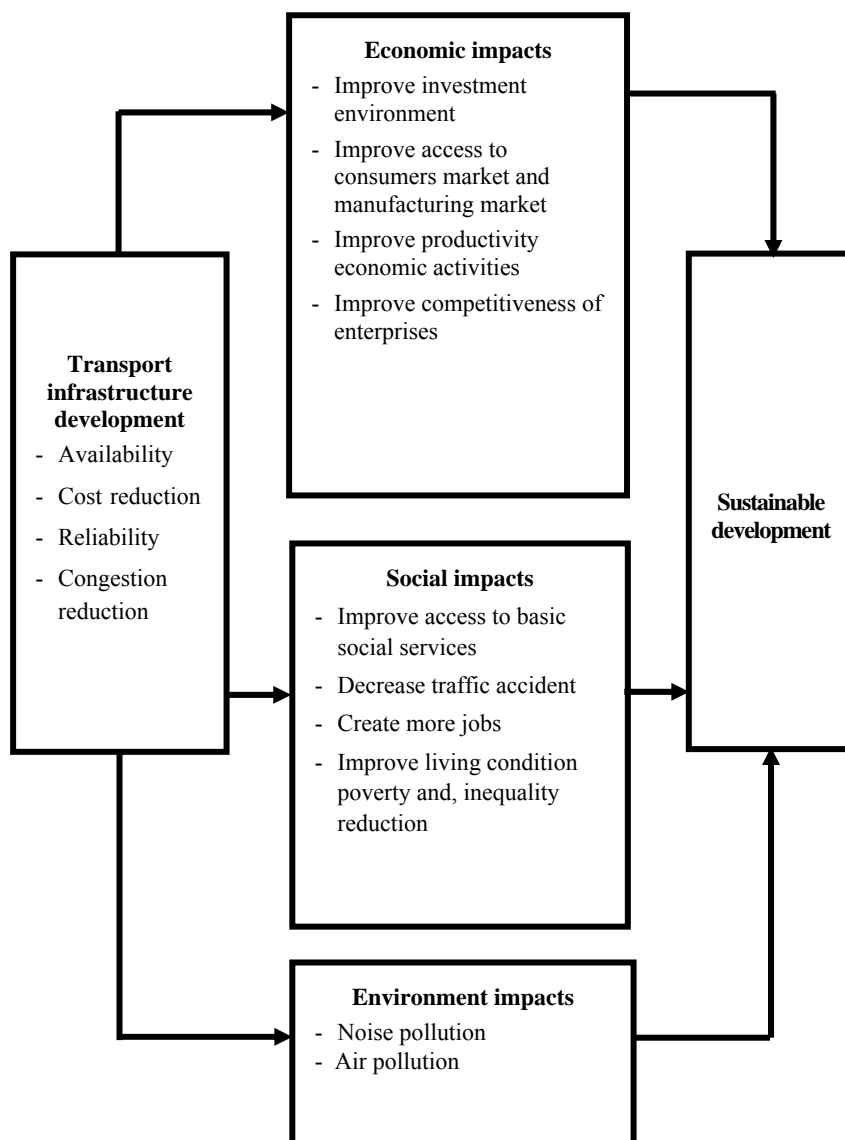 Economic impacts
- Improve investment
environment
- Improve access to
consumers market and
manufacturing market
- Improve productivity
economic activities
- Improve competitiveness of
enterprises
Transport
infrastructure
development
- Availability
- Cost reduction
- Reliability
- Congestion
reduction
Sustainable
development
Social impacts
- Improve access to basic
social services
- Decrease traffic accident
- Create more jobs
- Improve living condition
poverty and, inequality
reduction
Environment impacts
- Noise pollution
- Air pollution